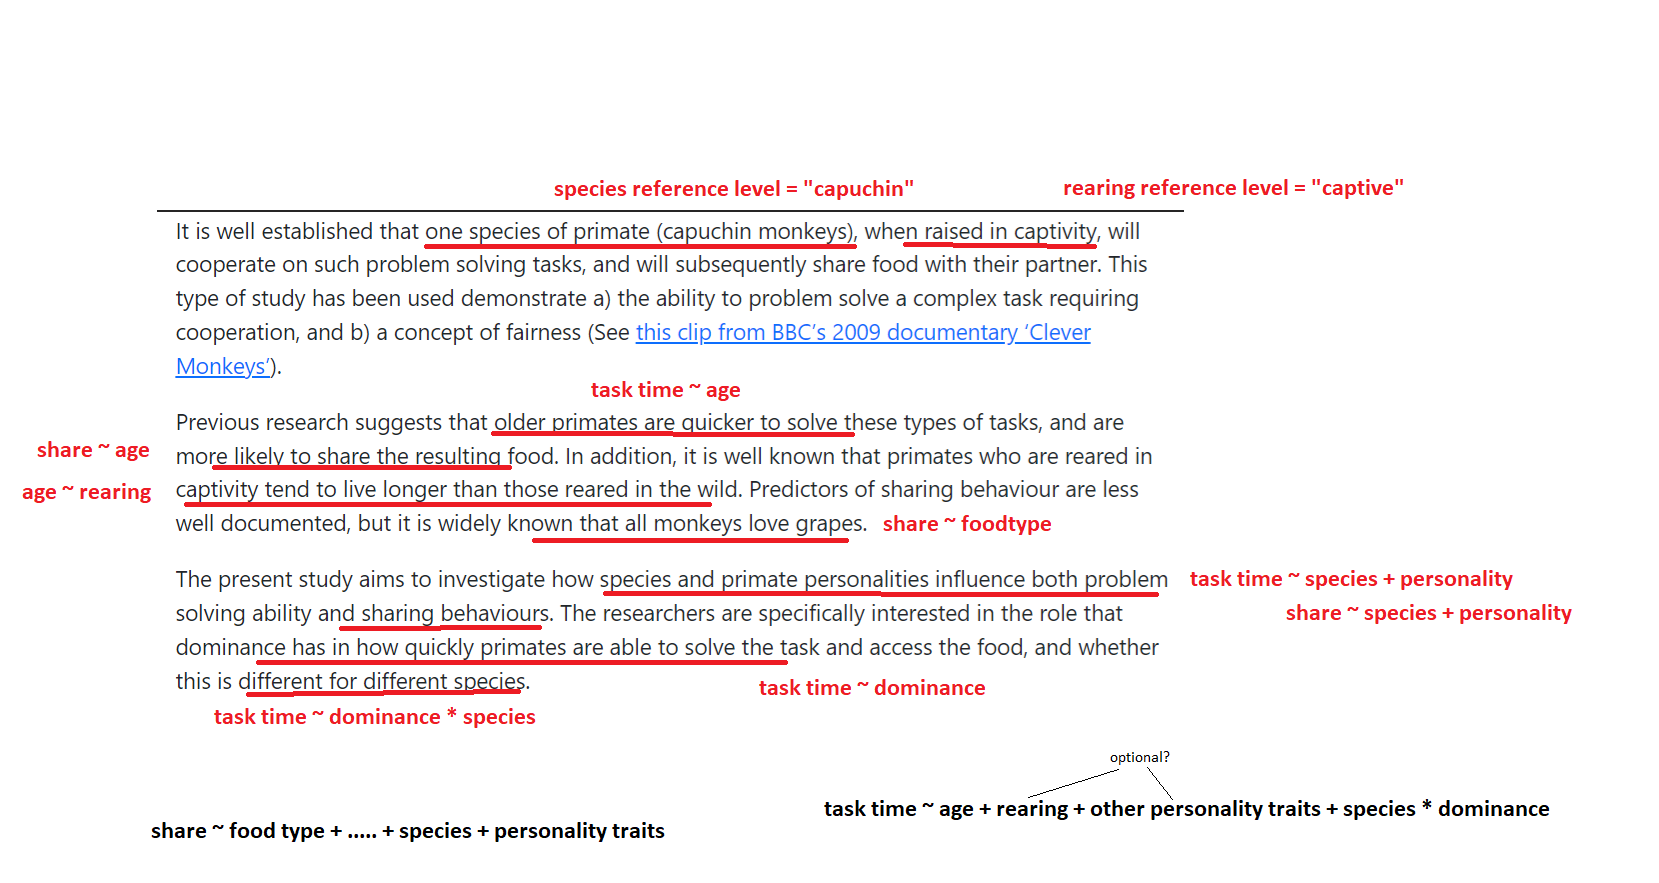 species reference level = "capuchin"
rearing reference level = "captive"
It is well established that one species of primate (capuchin monkeys), when raised in captivity, will
cooperate on such problem solving tasks, and will subsequently share food with their partner. This
type of study has been used demonstrate a) the ability to problem solve a complex task requiring
cooperation, and b) a concept of fairness (See this clip from BBC’s 2009 documentary ‘Clever
Monkeys’).
task time ~ age
Previous research suggests that older primates are quicker to solve these types of tasks, and are
share ~ age
more likely to share the resulting food. In addition, it is well known that primates who are reared in
age ~ rearing
captivity tend to live longer than those reared in the wild. Predictors of sharing behaviour are less
well documented, but it is widely known that all monkeys love grapes.
share ~ foodtype
The present study aims to investigate how species and primate personalities influence both problem
task time ~ species + personality
solving ability and sharing behaviours. The researchers are specifically interested in the role that
share ~ species + personality
dominance has in how quickly primates are able to solve the task and access the food, and whether
this is different for different species.
task time ~ dominance
task time ~ dominance * species
optional?
task time ~ age + rearing + other personality traits + species * dominance
share ~ food type + ..... + species + personality traits